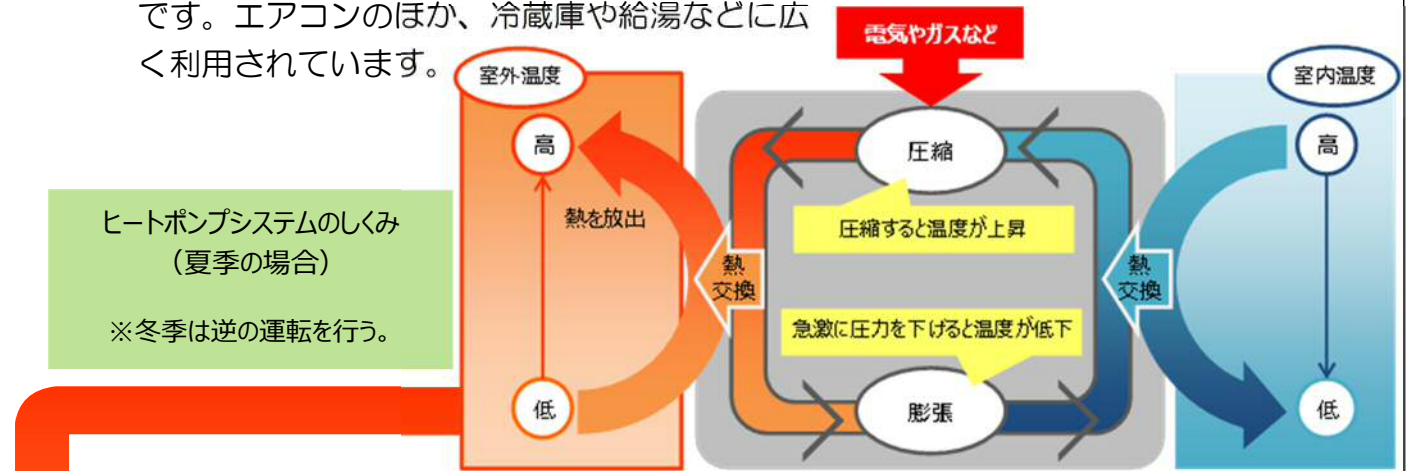 です。エアコンのほか、冷蔵庫や給湯などに広
く利用されています。
電気やガスなど
室外温度
室内温度
高
圧縮
高
熱を放出
圧縮すると温度が上昇
ヒートポンプシステムのしくみ
（夏季の場合）
※冬季は逆の運転を行う。
熱
交換
熱
交換
急激に圧力を下げると温度が低下
低
膨張
低